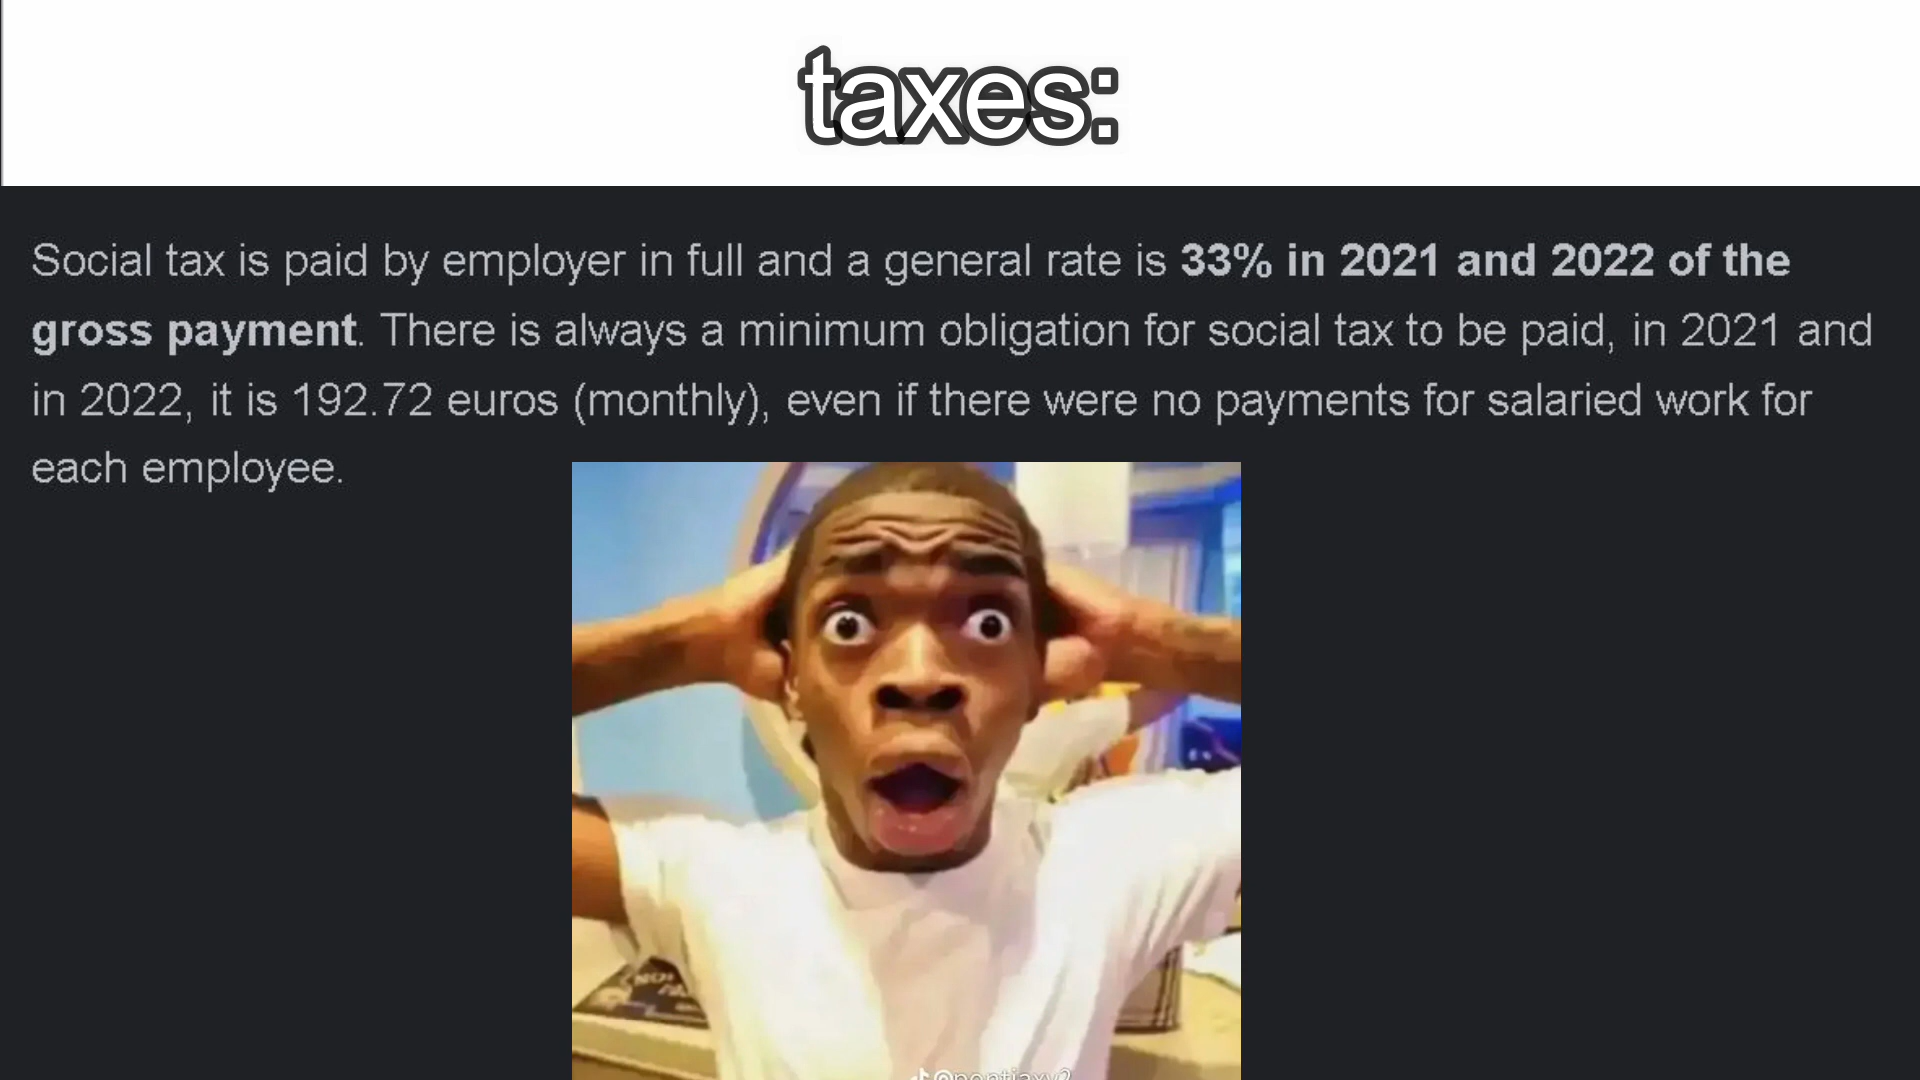 taxes:
Social tax is paid by employer in full and a general rate is 33% in 2021 and 2022 of the
gross payment. There is always a minimum obligation for social tax to be paid, in 2021 and
in 2022, it is 192.72 euros (monthly), even if there were no payments for salaried work for
each employee.